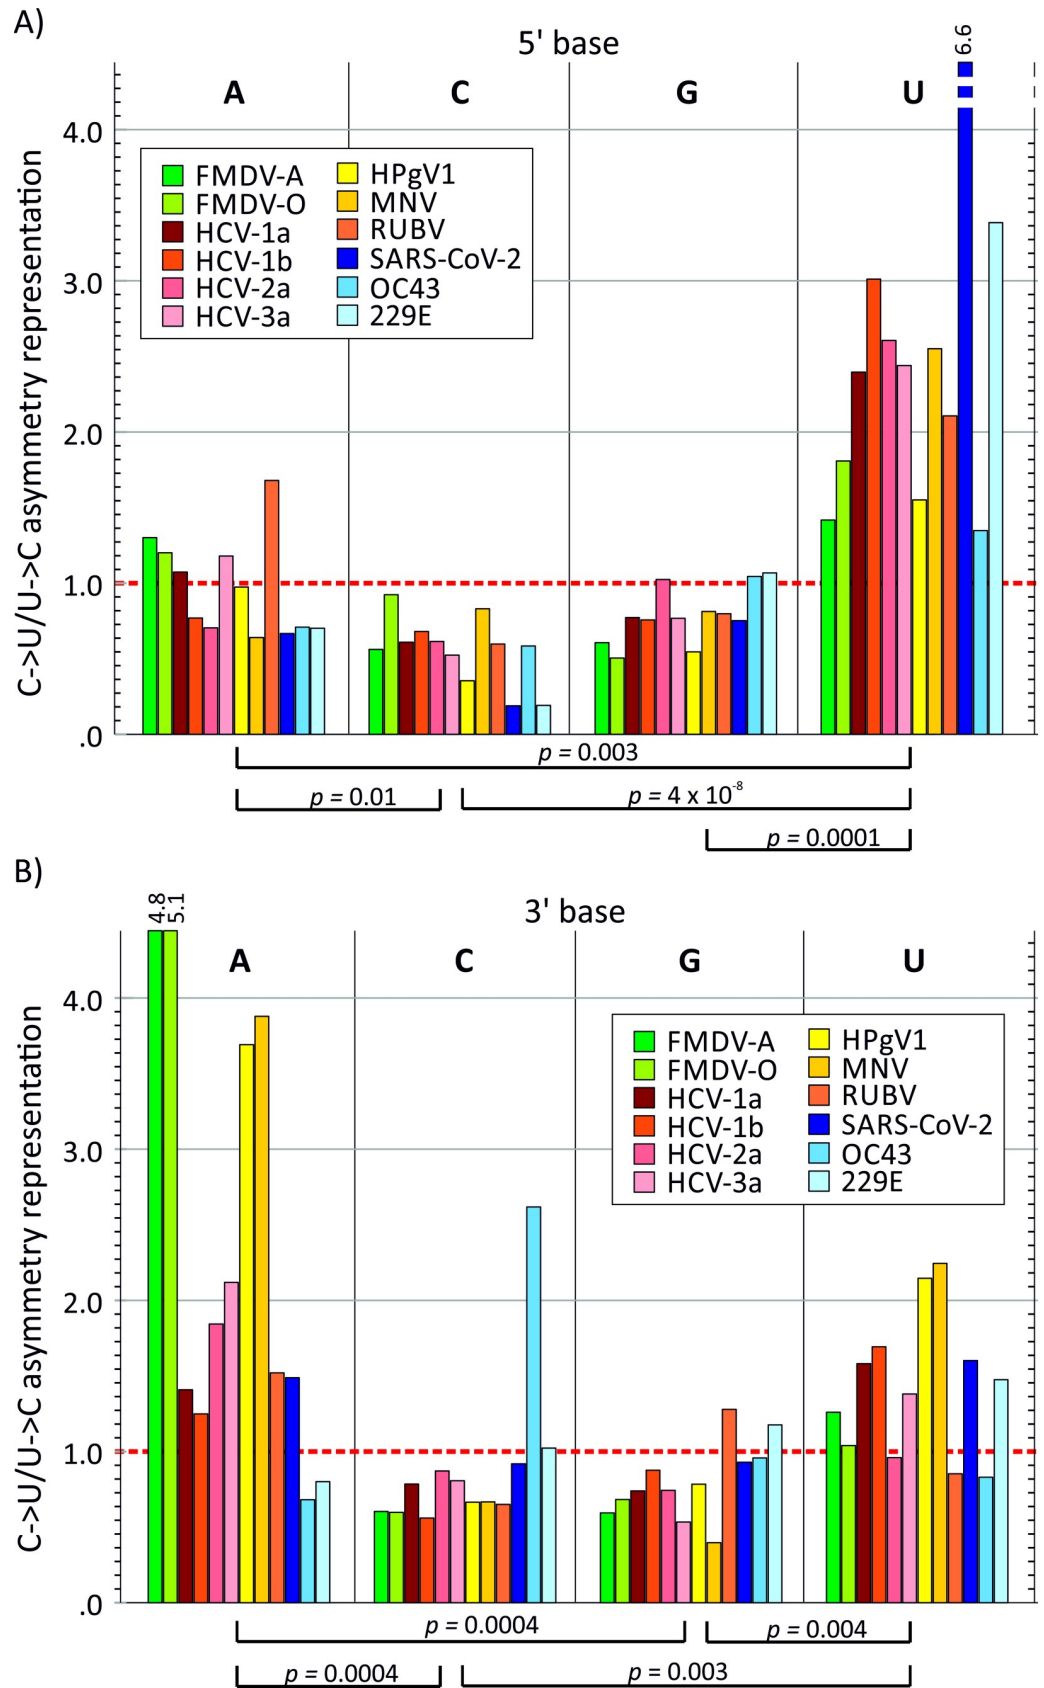 A)
5' base
6.6
A C G U
4.0
3.0
2.0
1.0
.0
C->U/U->C asymmetry representation
FMDV-A HPgV1
FMDV-O MNV
HCV-1a RUBV
HCV-1b SARS-CoV-2
HCV-2a OC43
HCV-3a 229E
p = 0.003
p = 0.01 p = 4 x 10⁻⁸
p = 0.0001
B)
3' base
4.8
5.1
A C G U
4.0
3.0
2.0
1.0
.0
C->U/U->C asymmetry representation
FMDV-A HPgV1
FMDV-O MNV
HCV-1a RUBV
HCV-1b SARS-CoV-2
HCV-2a OC43
HCV-3a 229E
p = 0.0004 p = 0.004
p = 0.0004 p = 0.003